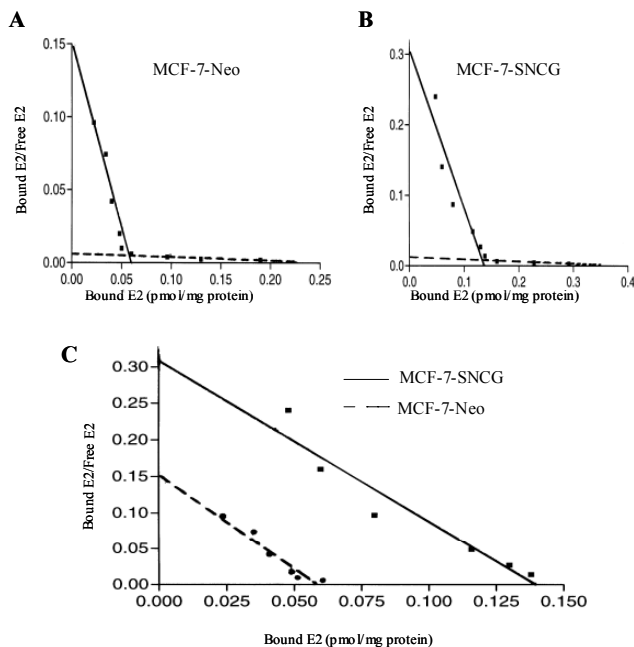 A
MCF-7-Neo
Bound E2/Free E2
0.15
0.10
0.05
0.00
0.00 0.05 0.10 0.15 0.20 0.25
Bound E2 (pmol/mg protein)
B
MCF-7-SNCG
Bound E2/Free E2
0.3
0.2
0.1
0.0
0.0 0.1 0.2 0.3 0.4
Bound E2 (pmol/mg protein)
C
MCF-7-SNCG
MCF-7-Neo
Bound E2/Free E2
0.30
0.25
0.20
0.15
0.10
0.05
0.00
0.000 0.025 0.050 0.075 0.100 0.125 0.150
Bound E2 (pmol/mg protein)